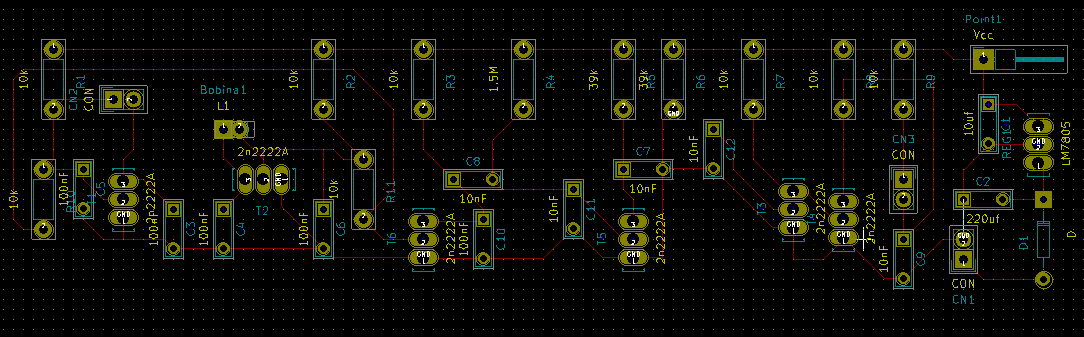 Point1
Vcc
10k
R1
10k
R2
10k
R3
1.5M
R4
39k
R5
39k
R6
10k
R7
10k
10k
R9
CN2
CON
Bobina1
L1
2n2222A
T2
10uf
REG1
LM7805
10k
100nF
C5
2n2222A
100nF
C3
100nF
C4
100nF
C6
10k
R11
C8
10nF
C7
10nF
10nF
C12
CN3
CON
C2
220uf
T6
2n2222A
100nF
C10
10nF
C11
T5
2n2222A
T3
2n2222A
2n2222A
10nF
C9
GND
CON
CN1
D1
D